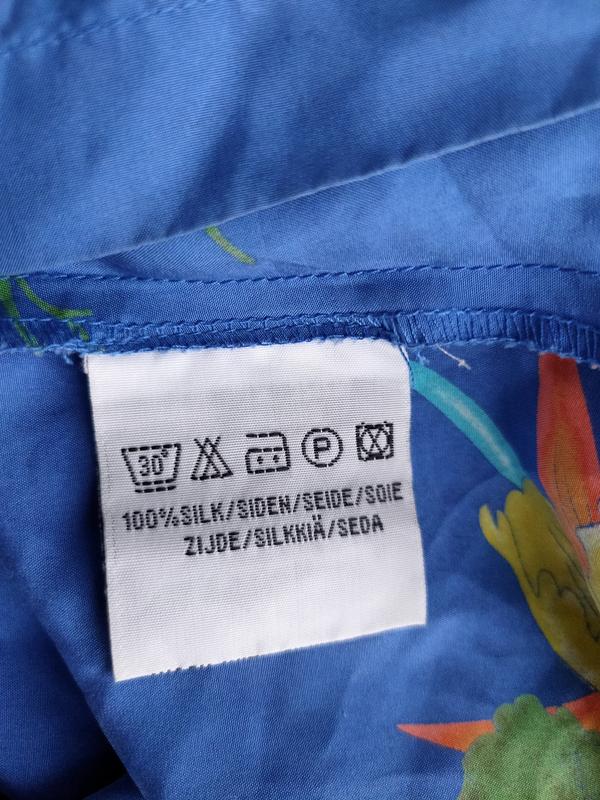 30° P
100%SILK/SIDEN/SEIDE/SOIE
ZIJDE/SILKKIÄ/SEDA